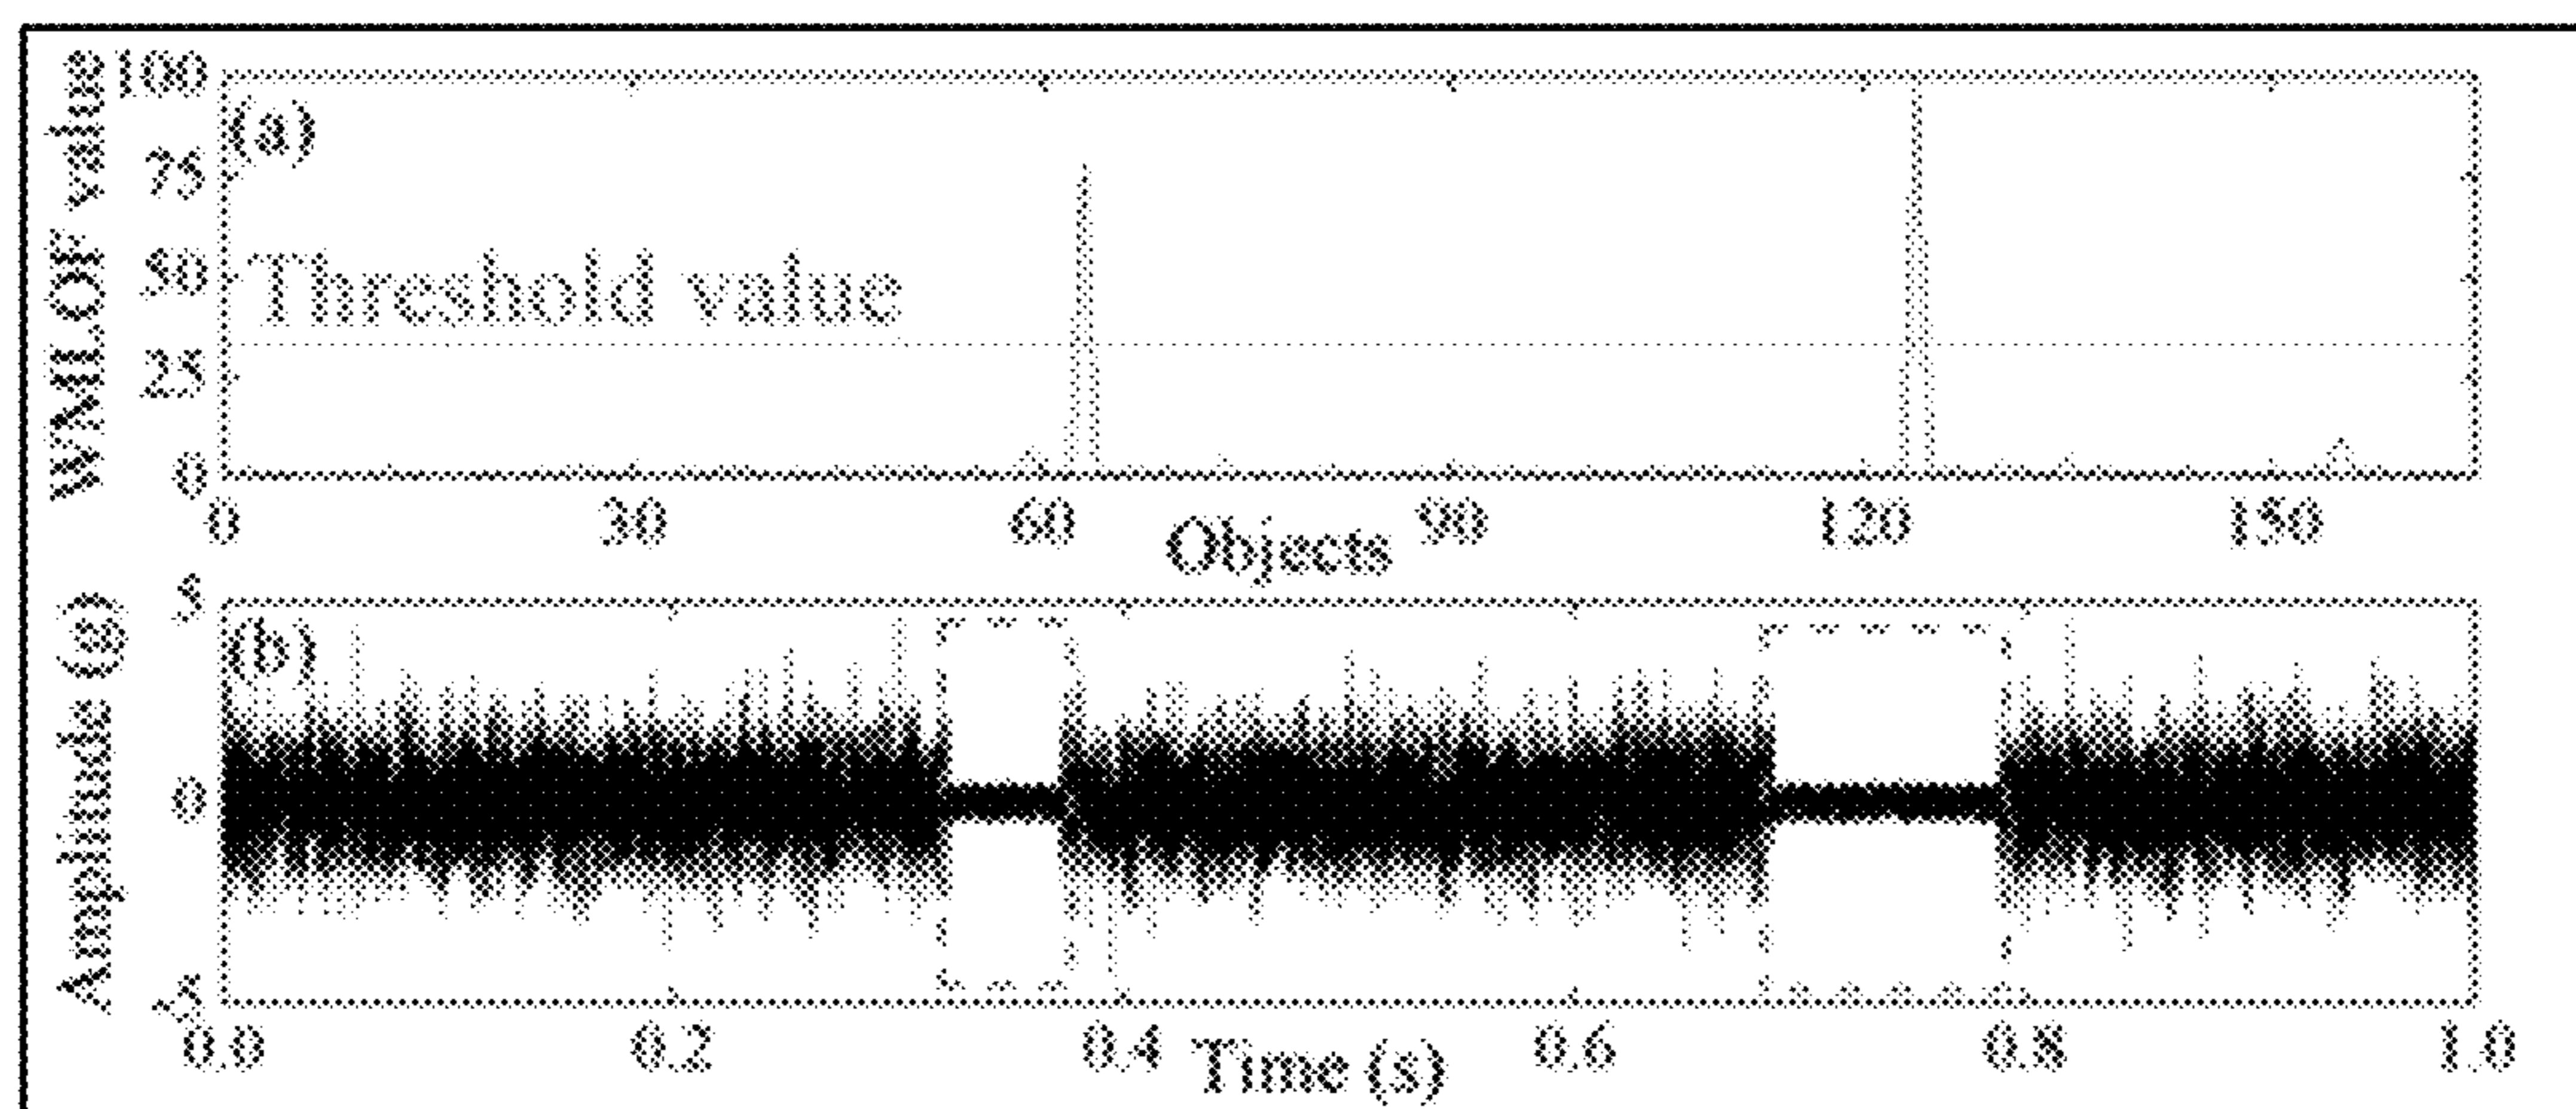 WMLOF value
100
75
50
25
0
(a)
Threshold value
0 30 60 90 120 150
Objects
Amplitude (g)
5
0
-5
(b)
0.0 0.2 0.4 0.6 0.8 1.0
Time (s)